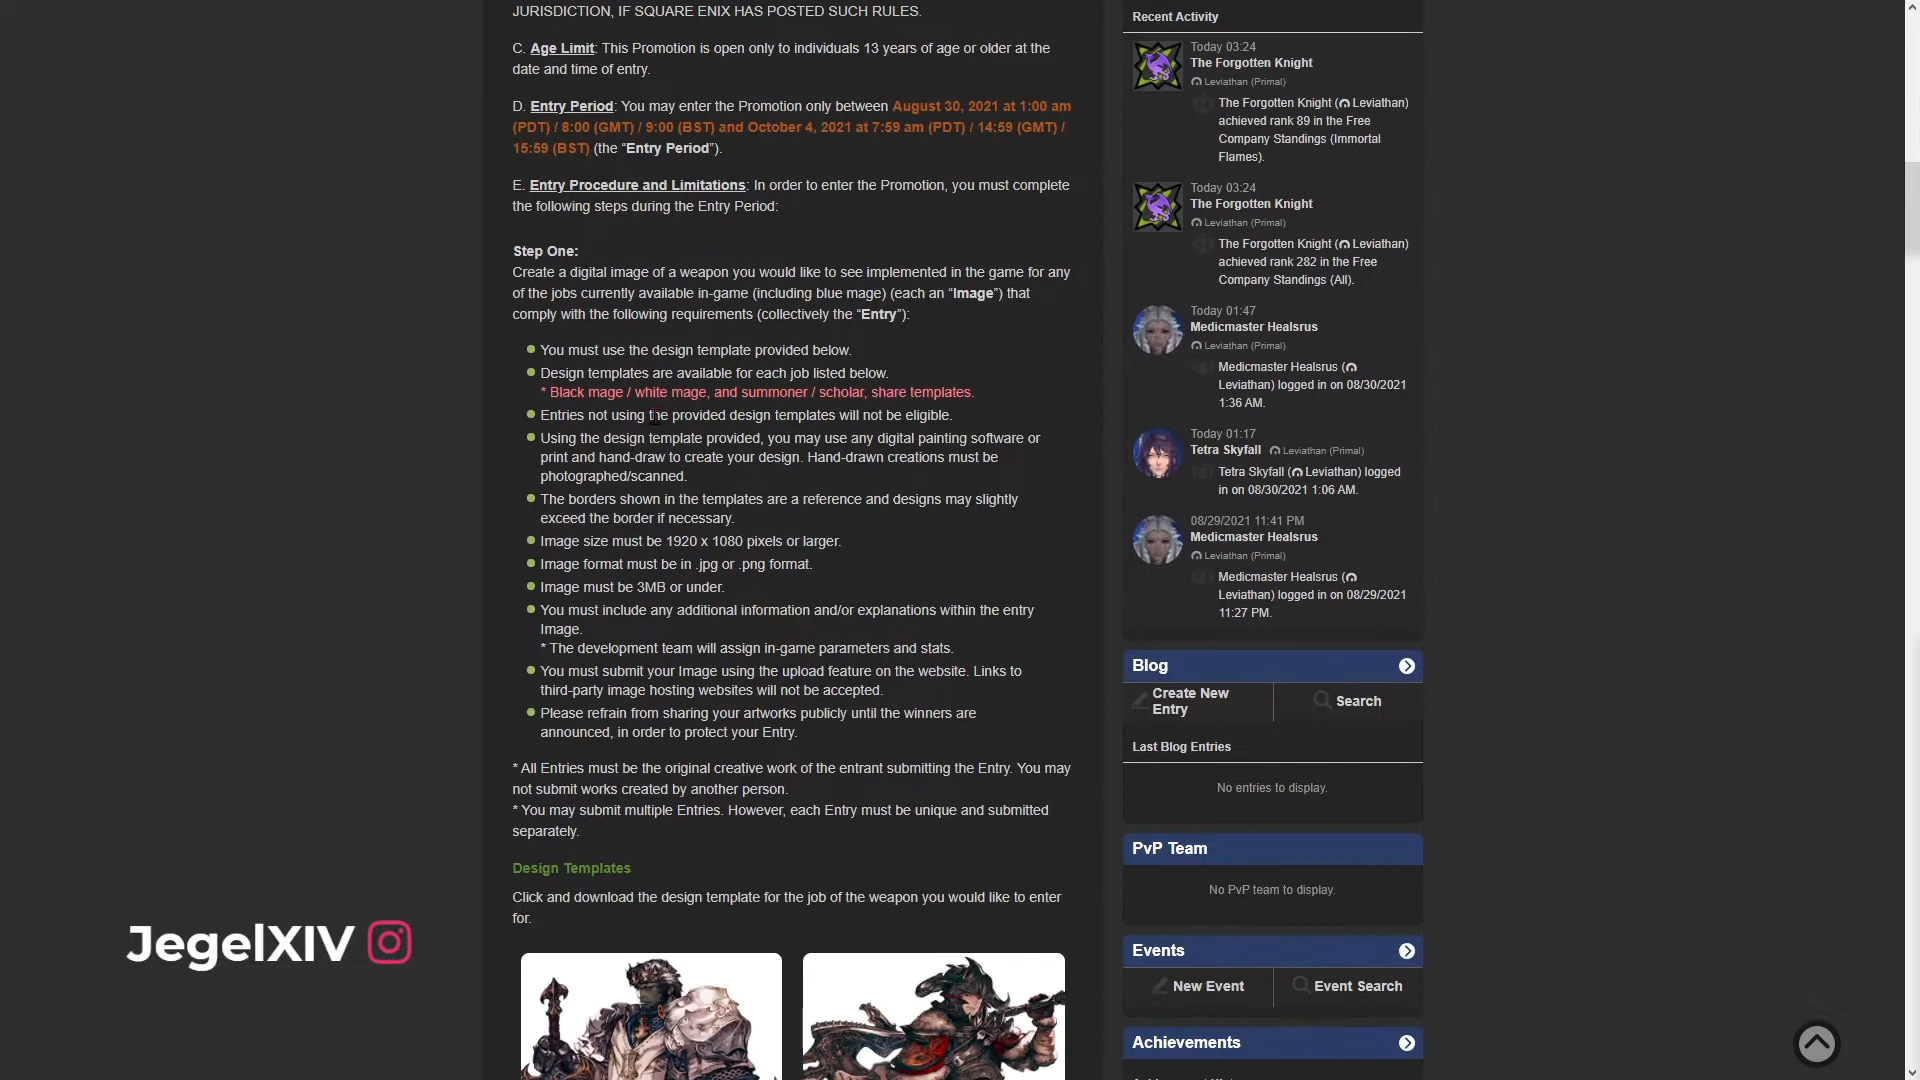 JURISDICTION, IF SQUARE ENIX HAS POSTED SUCH RULES.
C. Age Limit: This Promotion is open only to individuals 13 years of age or older at the
date and time of entry.
D. Entry Period: You may enter the Promotion only between August 30, 2021 at 1:00 am
(PDT) / 8:00 (GMT) / 9:00 (BST) and October 4, 2021 at 7:59 am (PDT) / 14:59 (GMT) /
15:59 (BST) (the “Entry Period”).
E. Entry Procedure and Limitations: In order to enter the Promotion, you must complete
the following steps during the Entry Period:
Step One:
Create a digital image of a weapon you would like to see implemented in the game for any
of the jobs currently available in-game (including blue mage) (each an “Image”) that
comply with the following requirements (collectively the “Entry”):
You must use the design template provided below.
Design templates are available for each job listed below.
* Black mage / white mage, and summoner / scholar, share templates.
Entries not using the provided design templates will not be eligible.
Using the design template provided, you may use any digital painting software or
print and hand-draw to create your design. Hand-drawn creations must be
photographed/scanned.
The borders shown in the templates are a reference and designs may slightly
exceed the border if necessary.
Image size must be 1920 x 1080 pixels or larger.
Image format must be in .jpg or .png format.
Image must be 3MB or under.
You must include any additional information and/or explanations within the entry
Image.
* The development team will assign in-game parameters and stats.
You must submit your Image using the upload feature on the website. Links to
third-party image hosting websites will not be accepted.
Please refrain from sharing your artworks publicly until the winners are
announced, in order to protect your Entry.
* All Entries must be the original creative work of the entrant submitting the Entry. You may
not submit works created by another person.
* You may submit multiple Entries. However, each Entry must be unique and submitted
separately.
Design Templates
Click and download the design template for the job of the weapon you would like to enter
for.
JegelXIV
Recent Activity
Today 03:24
The Forgotten Knight
Leviathan (Primal)
The Forgotten Knight (Leviathan)
achieved rank 89 in the Free
Company Standings (Immortal
Flames).
Today 03:24
The Forgotten Knight
Leviathan (Primal)
The Forgotten Knight (Leviathan)
achieved rank 282 in the Free
Company Standings (All).
Today 01:47
Medicmaster Healsrus
Leviathan (Primal)
Medicmaster Healsrus (
Leviathan) logged in on 08/30/2021
1:36 AM.
Today 01:17
Tetra Skyfall Leviathan (Primal)
Tetra Skyfall (Leviathan) logged
in on 08/30/2021 1:06 AM.
08/29/2021 11:41 PM
Medicmaster Healsrus
Leviathan (Primal)
Medicmaster Healsrus (
Leviathan) logged in on 08/29/2021
11:27 PM.
Blog
Create New
Entry
Search
Last Blog Entries
No entries to display.
PvP Team
No PvP team to display.
Events
New Event
Event Search
Achievements